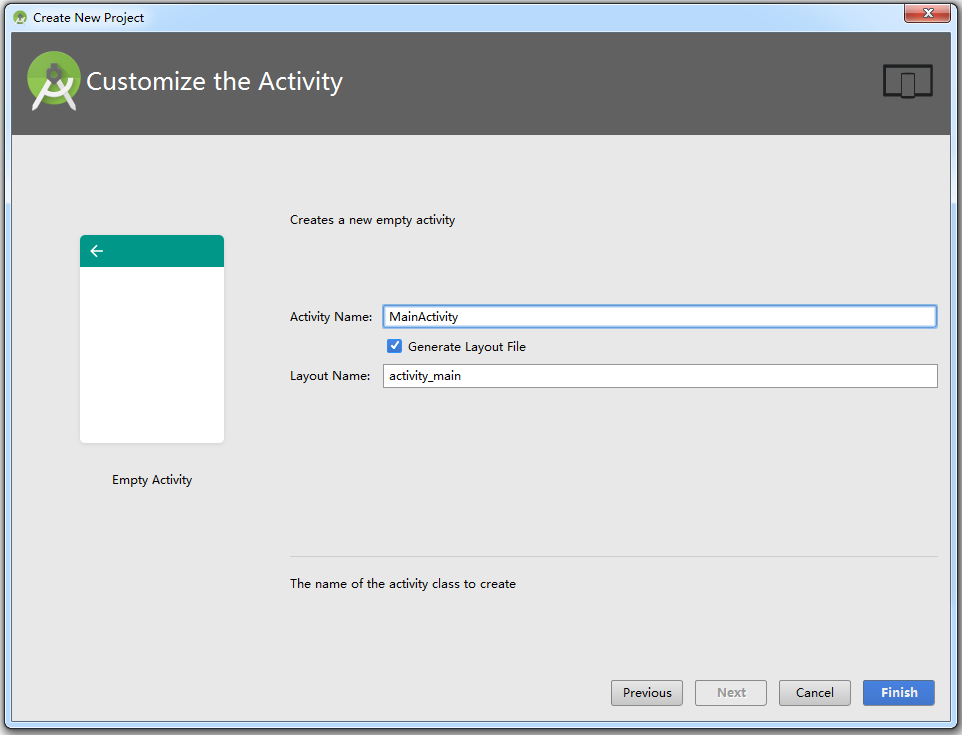 Create New Project
Customize the Activity
Creates a new empty activity
Activity Name: MainActivity
Generate Layout File
Layout Name: activity_main
Empty Activity
The name of the activity class to create
Previous Next Cancel Finish